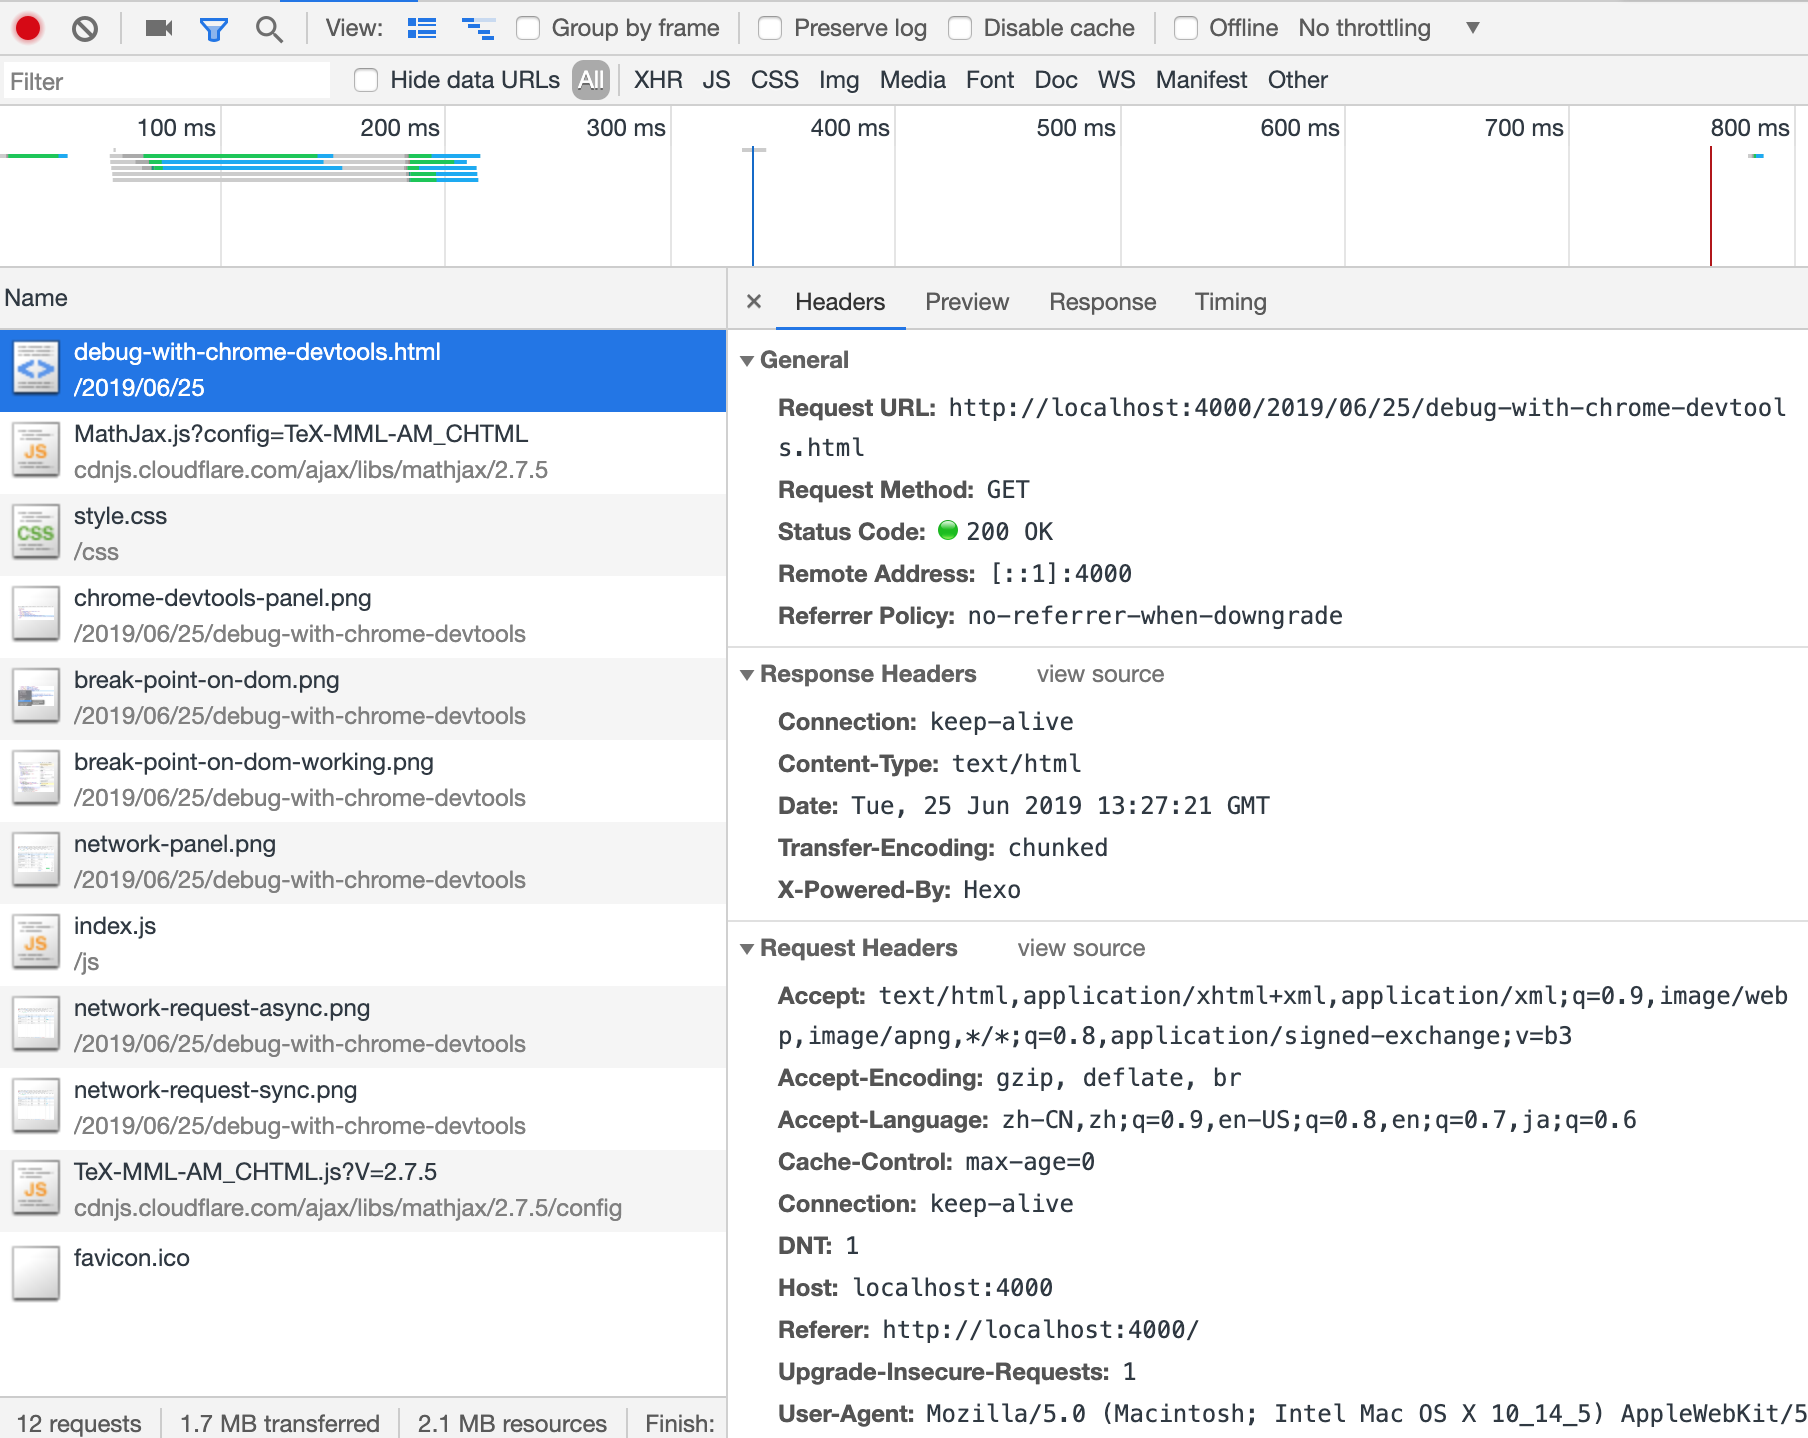 View: Group by frame Preserve log Disable cache Offline No throttling
Filter Hide data URLs All XHR JS CSS Img Media Font Doc WS Manifest Other
100 ms 200 ms 300 ms 400 ms 500 ms 600 ms 700 ms 800 ms
Name
debug-with-chrome-devtools.html
/2019/06/25
JS
MathJax.js?config=TeX-MML-AM_CHTML
cdnjs.cloudflare.com/ajax/libs/mathjax/2.7.5
CSS
style.css
/css
chrome-devtools-panel.png
/2019/06/25/debug-with-chrome-devtools
break-point-on-dom.png
/2019/06/25/debug-with-chrome-devtools
break-point-on-dom-working.png
/2019/06/25/debug-with-chrome-devtools
network-panel.png
/2019/06/25/debug-with-chrome-devtools
JS
index.js
/js
network-request-async.png
/2019/06/25/debug-with-chrome-devtools
network-request-sync.png
/2019/06/25/debug-with-chrome-devtools
JS
TeX-MML-AM_CHTML.js?V=2.7.5
cdnjs.cloudflare.com/ajax/libs/mathjax/2.7.5/config
favicon.ico
12 requests 1.7 MB transferred 2.1 MB resources Finish:
× Headers Preview Response Timing
General
Request URL: http://localhost:4000/2019/06/25/debug-with-chrome-devtool
s.html
Request Method: GET
Status Code: 200 OK
Remote Address: [::1]:4000
Referrer Policy: no-referrer-when-downgrade
Response Headers view source
Connection: keep-alive
Content-Type: text/html
Date: Tue, 25 Jun 2019 13:27:21 GMT
Transfer-Encoding: chunked
X-Powered-By: Hexo
Request Headers view source
Accept: text/html,application/xhtml+xml,application/xml;q=0.9,image/web
p,image/apng,*/*;q=0.8,application/signed-exchange;v=b3
Accept-Encoding: gzip, deflate, br
Accept-Language: zh-CN,zh;q=0.9,en-US;q=0.8,en;q=0.7,ja;q=0.6
Cache-Control: max-age=0
Connection: keep-alive
DNT: 1
Host: localhost:4000
Referer: http://localhost:4000/
Upgrade-Insecure-Requests: 1
User-Agent: Mozilla/5.0 (Macintosh; Intel Mac OS X 10_14_5) AppleWebKit/5